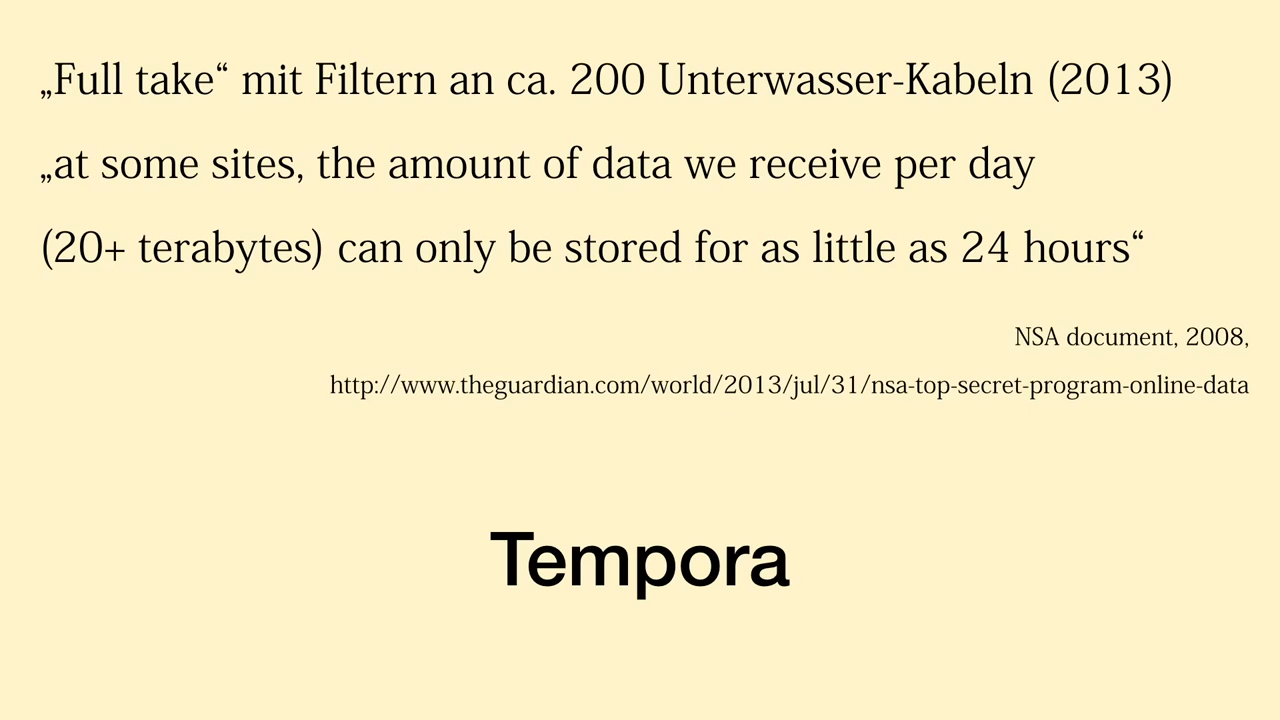 „Full take“ mit Filtern an ca. 200 Unterwasser-Kabeln (2013)
„at some sites, the amount of data we receive per day
(20+ terabytes) can only be stored for as little as 24 hours“
NSA document, 2008,
http://www.theguardian.com/world/2013/jul/31/nsa-top-secret-program-online-data
Tempora